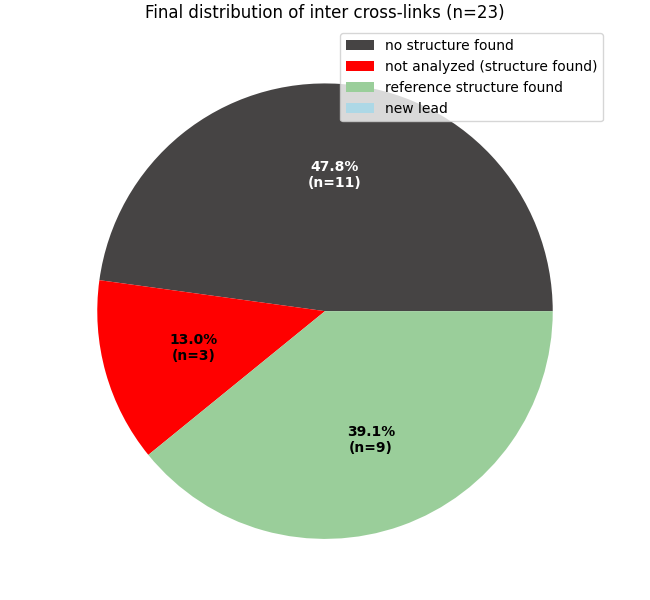 Final distribution of inter cross-links (n=23)
no structure found
not analyzed (structure found)
reference structure found
new lead
47.8%
(n=11)
13.0%
(n=3)
39.1%
(n=9)